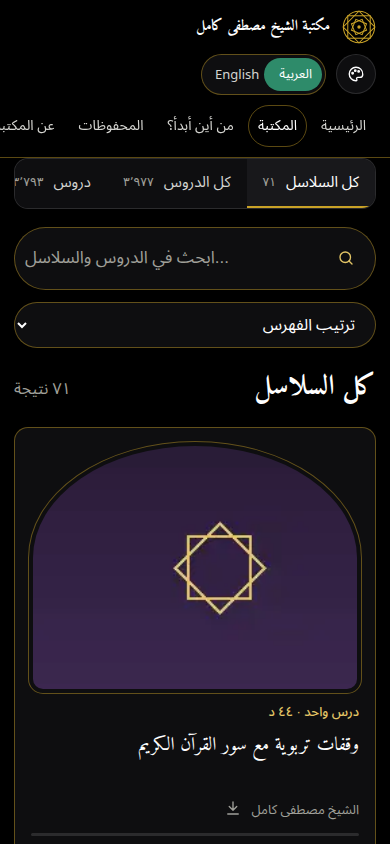 مكتبة الشيخ مصطفى كامل
العربية English
الرئيسية المكتبة من أين أبدأ؟ المحفوظات عن المكتب
كل السلاسل ٧١ كل الدروس ٣٬٩٧٧ دروس ٣٬٧٩٣
ابحث في الدروس والسلاسل...
ترتيب الفهرس
كل السلاسل ٧١ نتيجة
درس واحد · ٤٤ د
وقفات تربوية مع سور القرآن الكريم
الشيخ مصطفى كامل